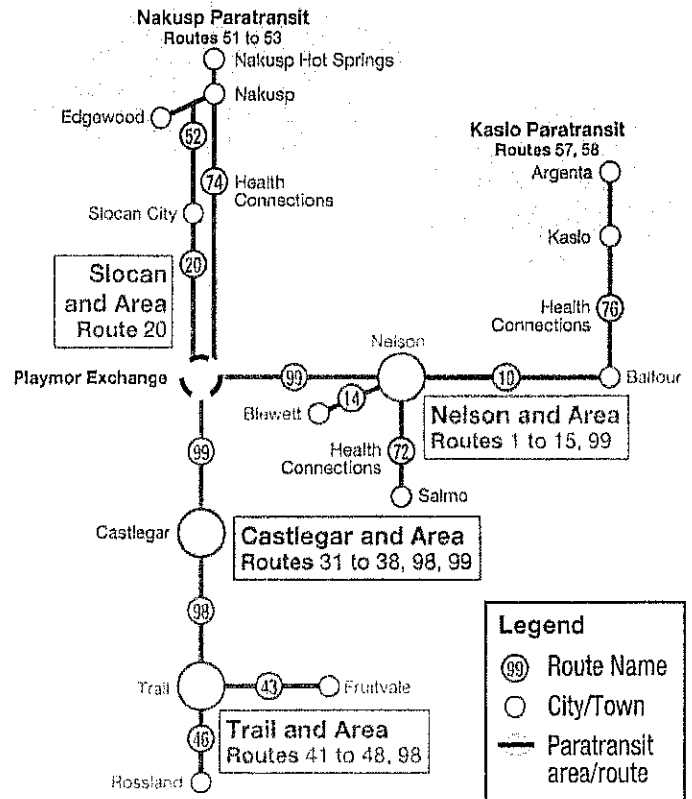 Nakusp Paratransit
Routes 51 to 53
Nakusp Hot Springs
Nakusp
Edgewood
52
74
Health
Connections
Slocan City
20
Slocan
and Area
Route 20
Kaslo Paratransit
Routes 57, 58
Argenta
Kaslo
Health
Connections
76
Nelson
Playmor Exchange
99
10
Balfour
14
Blewett
Nelson and Area
Routes 1 to 15, 99
99
Health
Connections
72
Salmo
Castlegar
Castlegar and Area
Routes 31 to 38, 98, 99
98
Trail
43
Fruitvale
46
Trail and Area
Routes 41 to 48, 98
Rossland
Legend
99 Route Name
City/Town
Paratransit
area/route